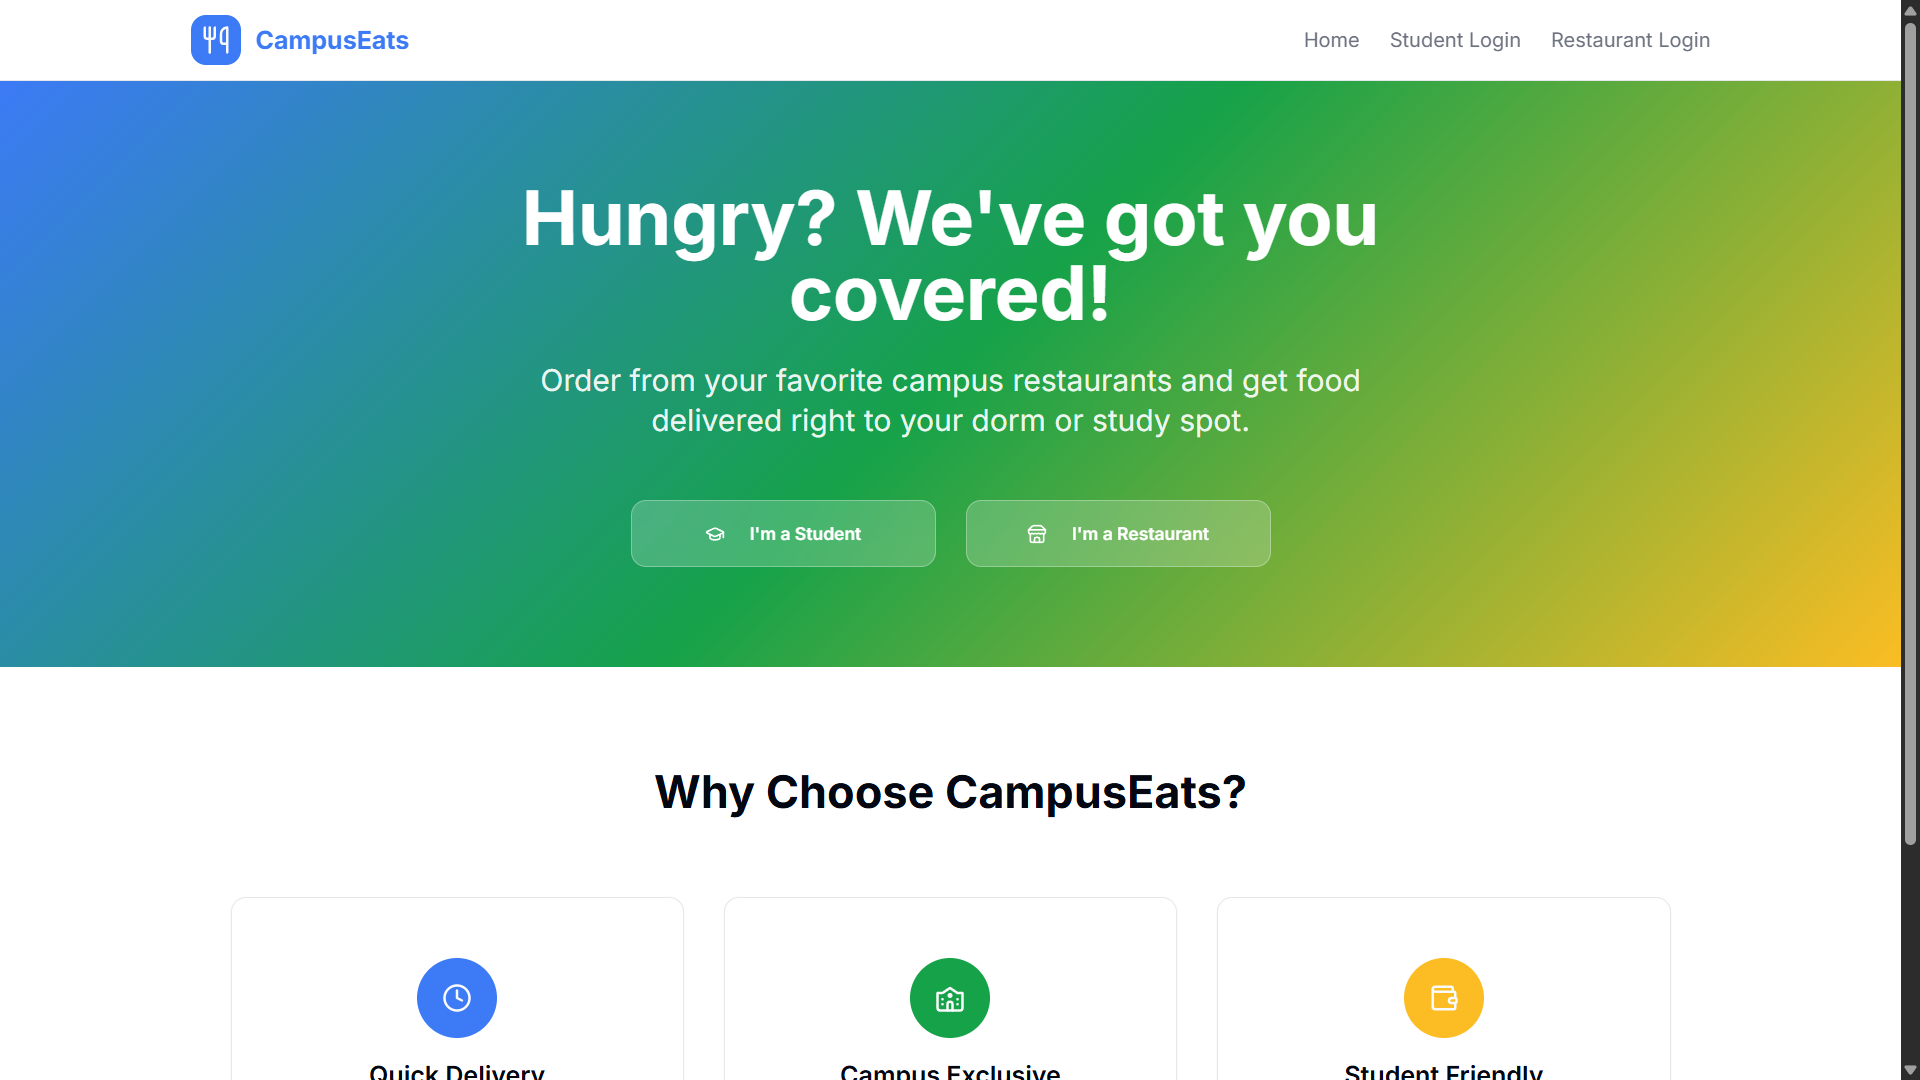 CampusEats
Home
Student Login
Restaurant Login
Hungry? We've got you
covered!
Order from your favorite campus restaurants and get food
delivered right to your dorm or study spot.
I'm a Student
I'm a Restaurant
Why Choose CampusEats?
Quick Delivery
Campus Exclusive
Student Friendly